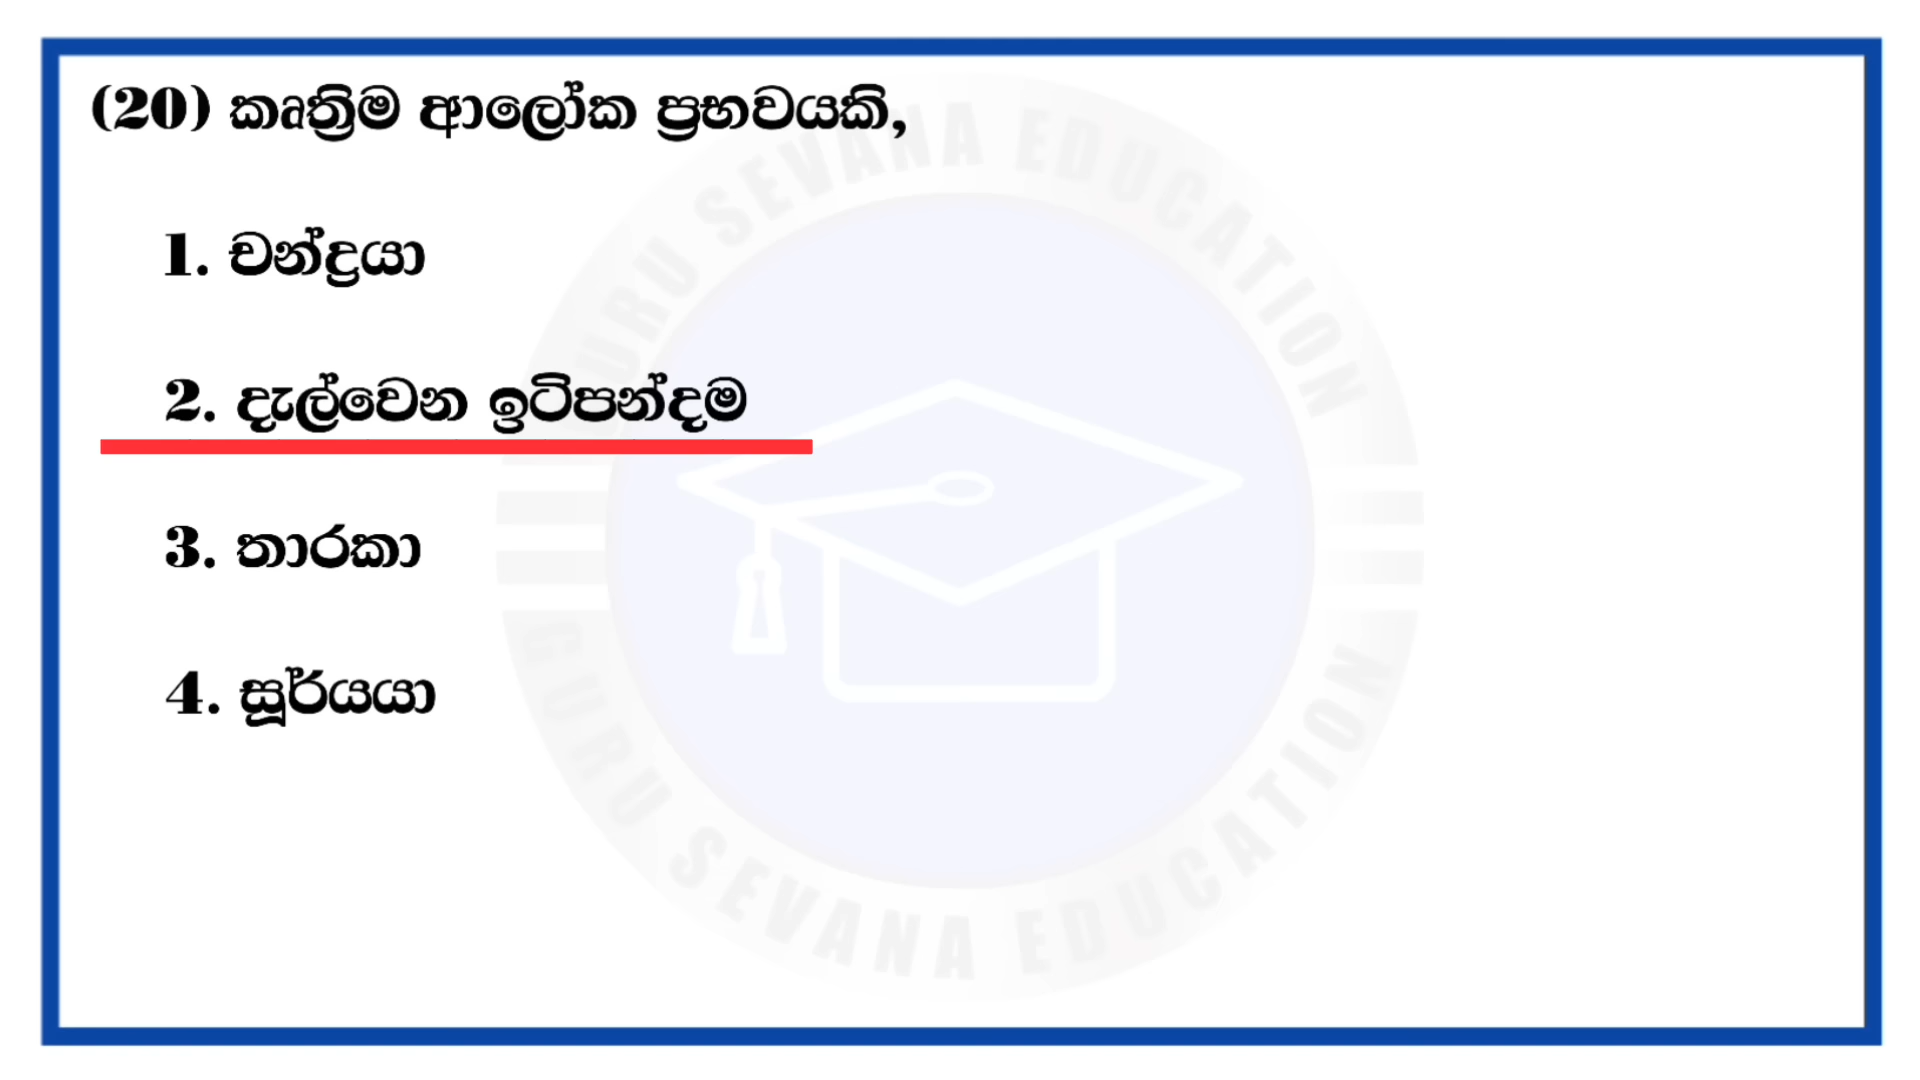 (20) කෘත්‍රිම ආලෝක ප්‍රභවයකි,
1. චන්ද්‍රයා
2. දැල්වෙන ඉටිපන්දම
3. තාරකා
4. සූර්යයා
GURU SEVANA EDUCATION
GURU SEVANA EDUCATION